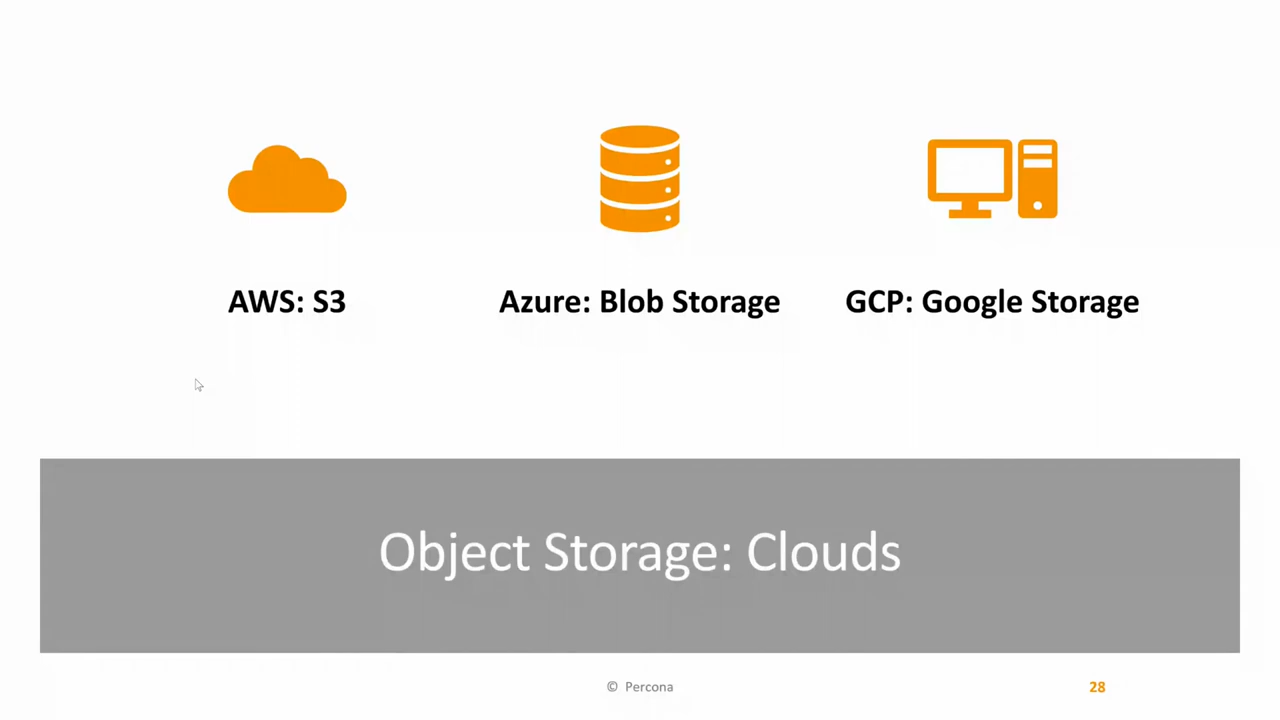 AWS: S3
Azure: Blob Storage
GCP: Google Storage
Object Storage: Clouds
© Percona
28